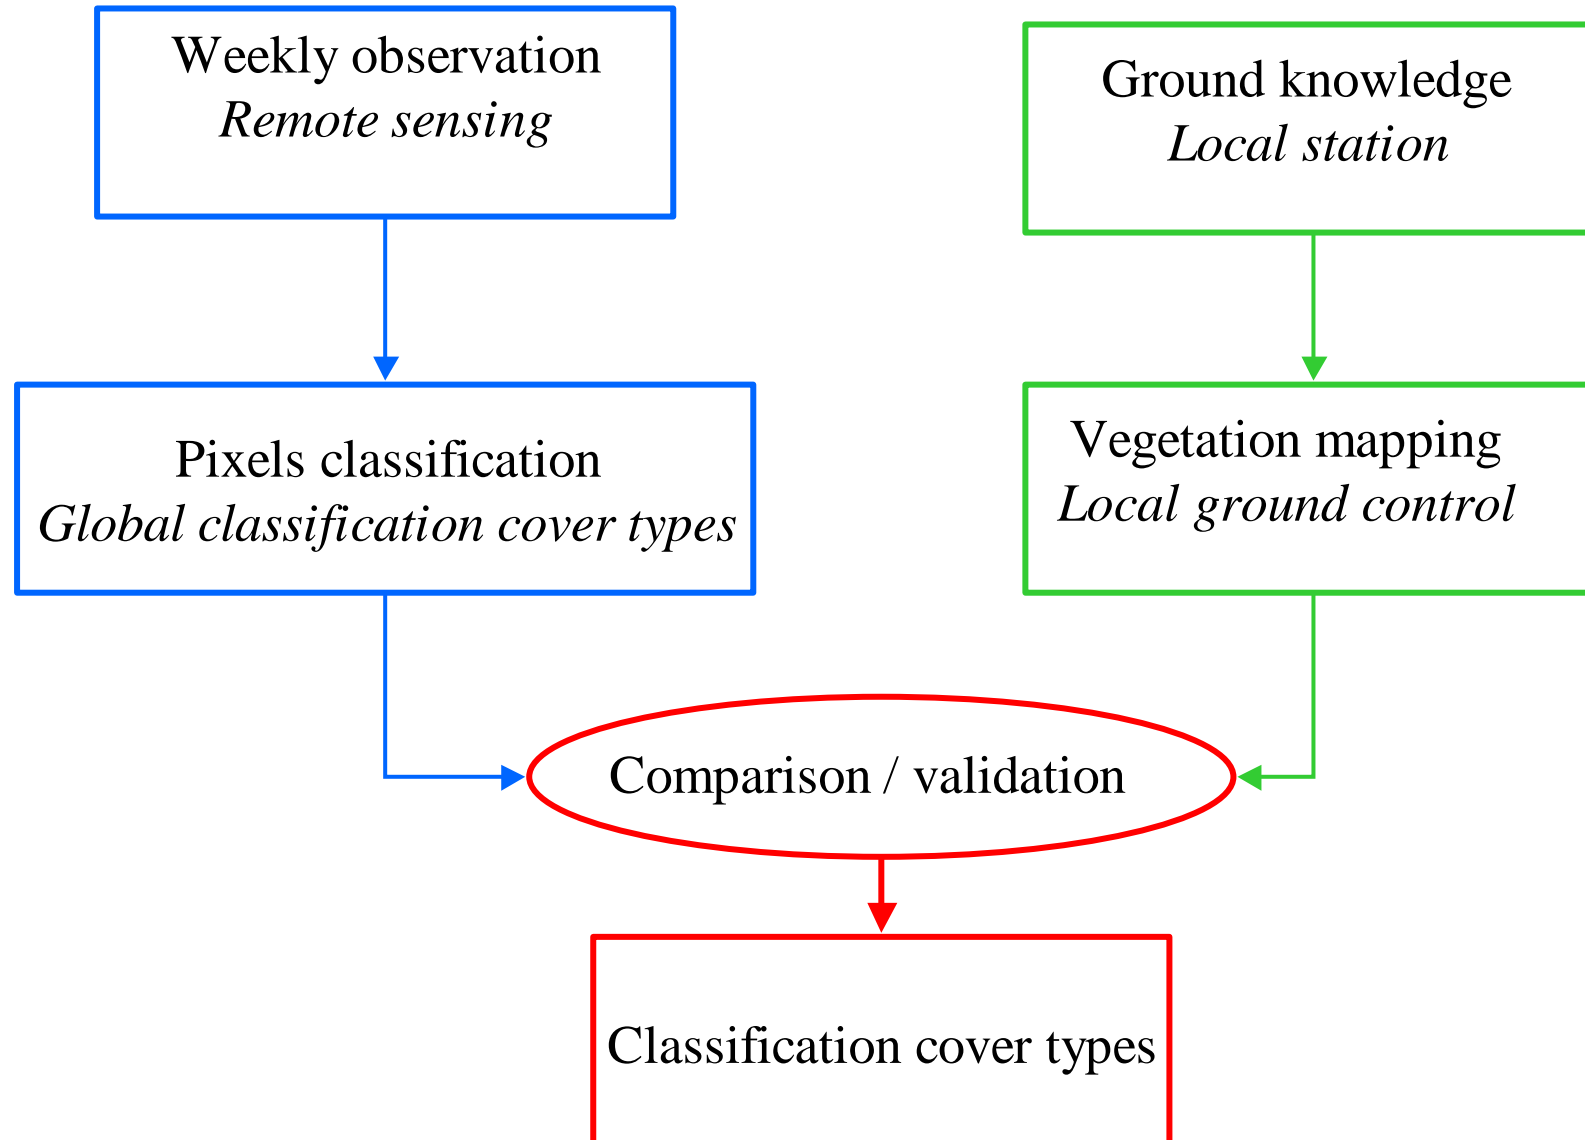 Weekly observation
Remote sensing
Ground knowledge
Local station
Pixels classification
Global classification cover types
Vegetation mapping
Local ground control
Comparison / validation
Classification cover types